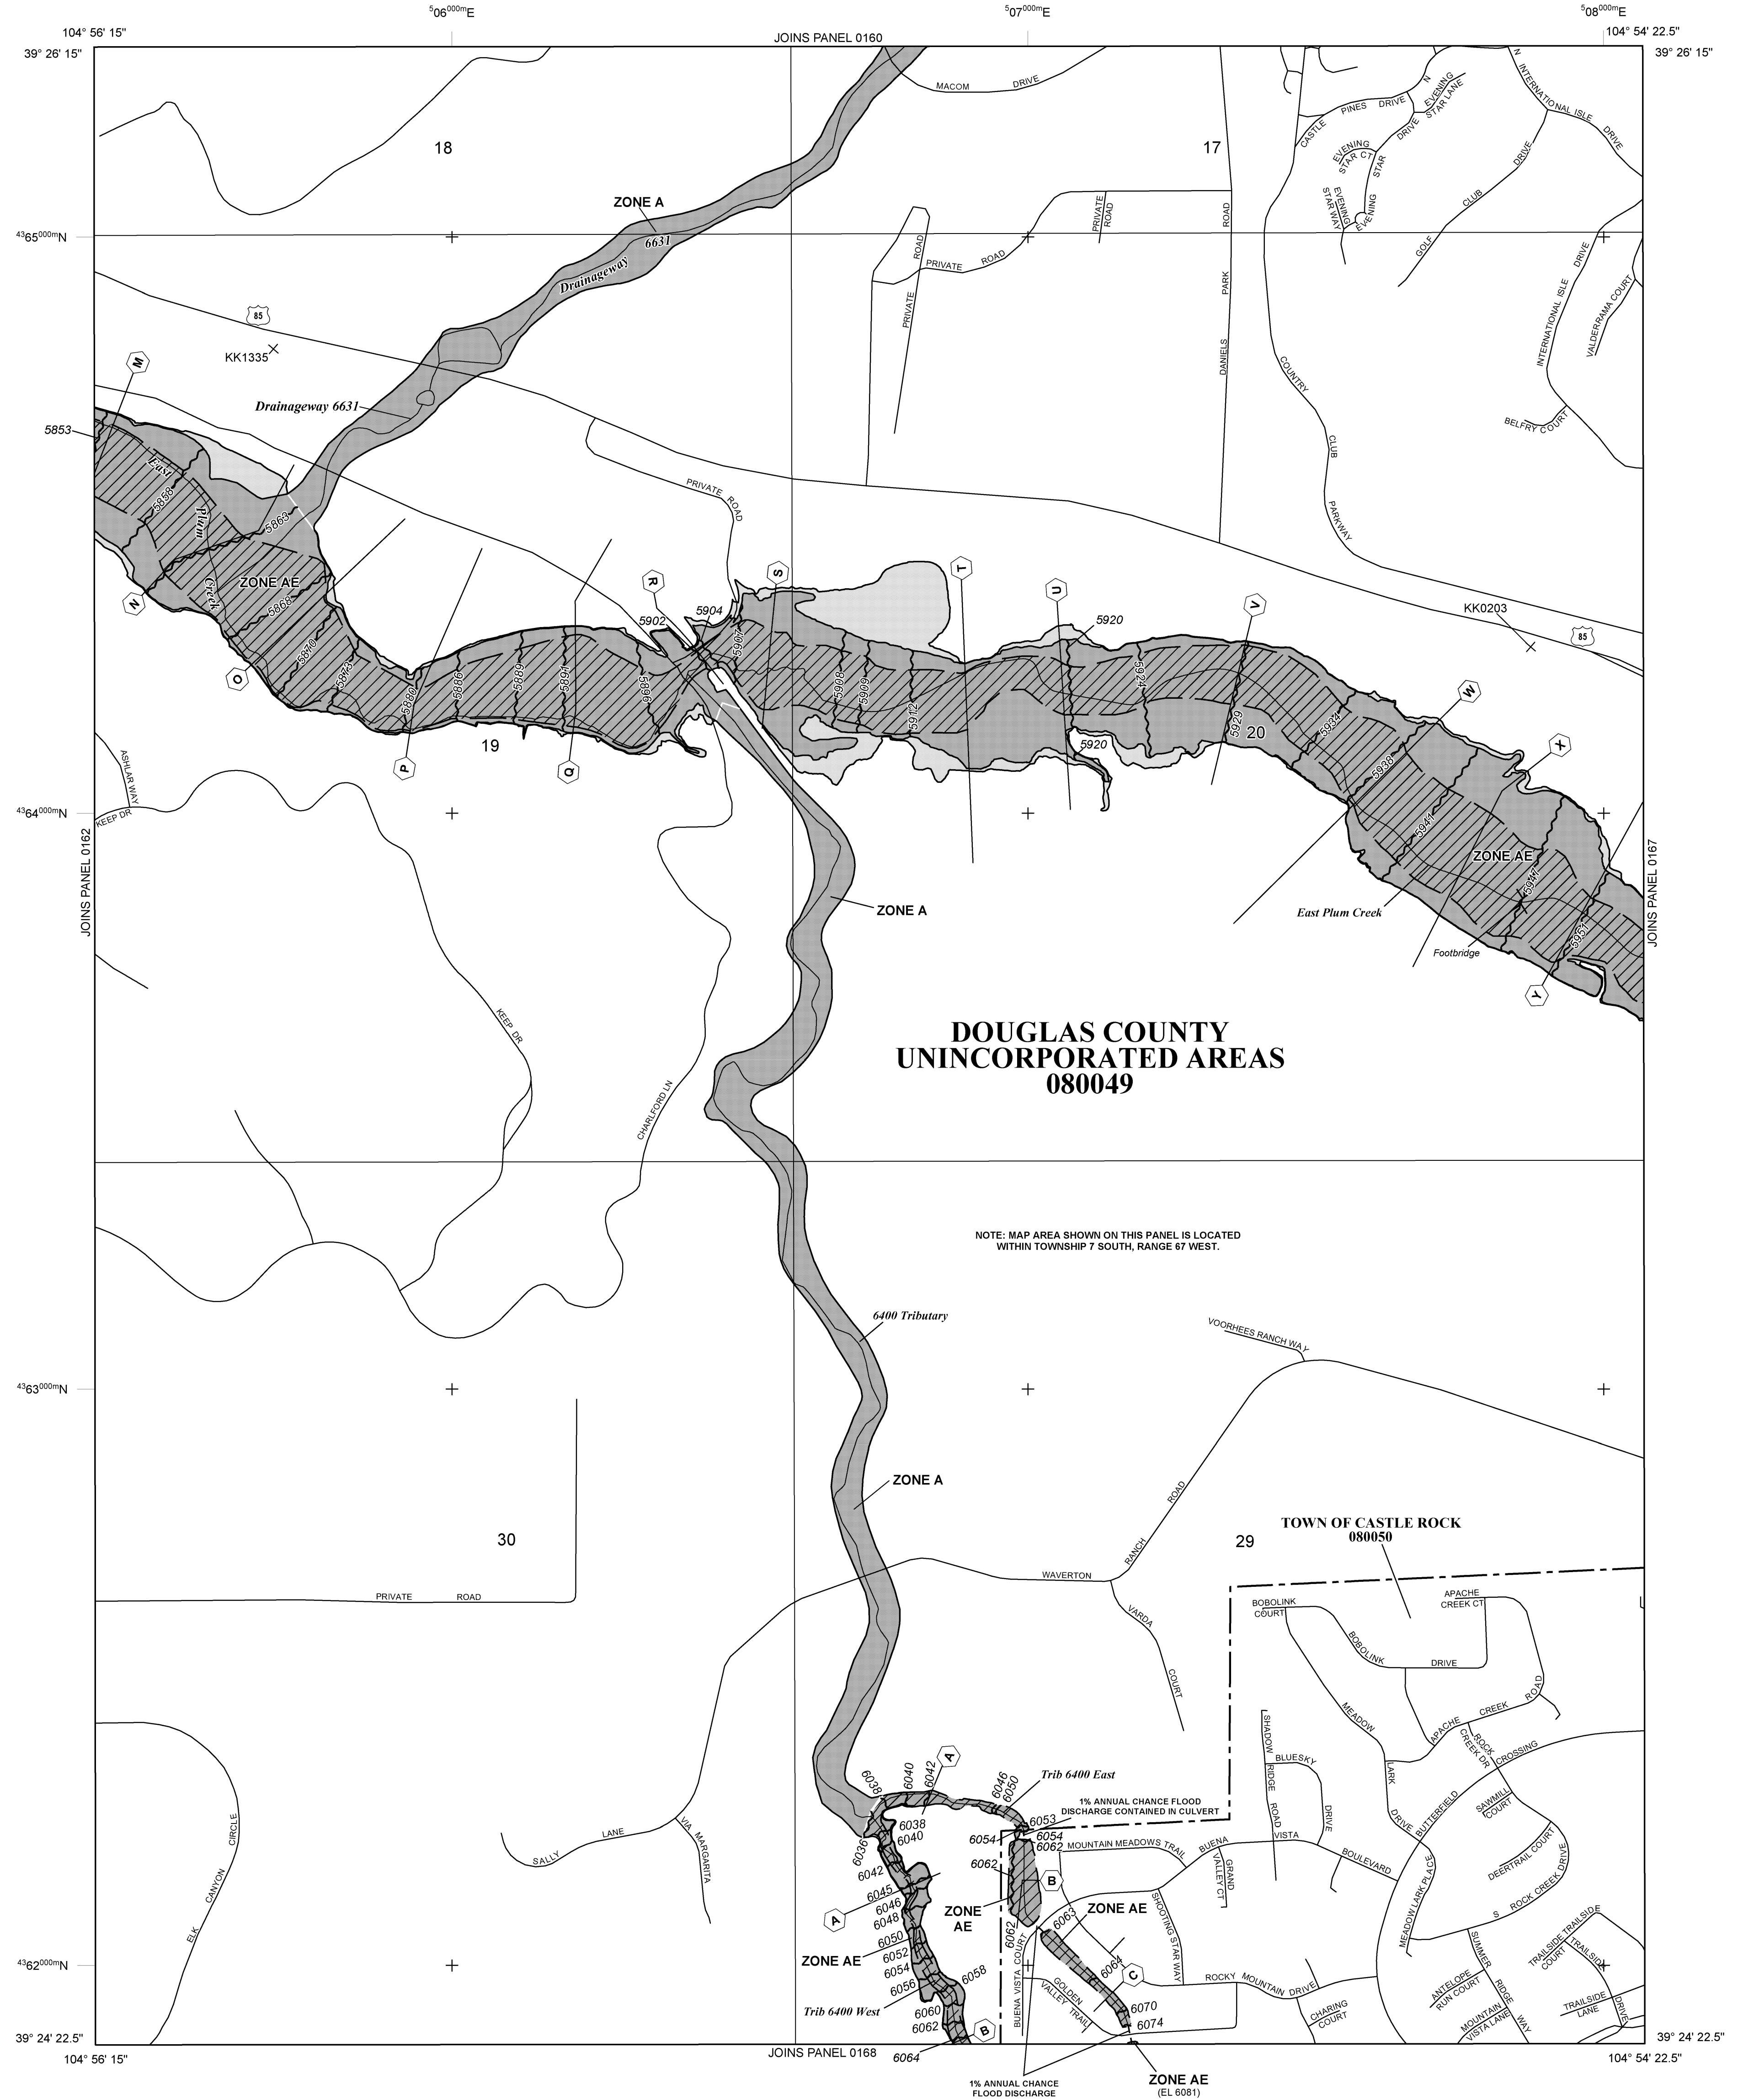 506000mE
507000mE
508000mE
104° 56' 15"
104° 54' 22.5"
JOINS PANEL 0160
39° 26' 15"
39° 26' 15"
MACOM DRIVE
18
17
CASTLE PINES DRIVE N
EVENING
STAR LANE
N INTERNATIONAL ISLE DRIVE
EVENING
STAR CT
EVENING STAR DRIVE
EVENING
STAR WAY
GOLF CLUB DRIVE
ZONE A
6631
Drainageway
PRIVATE
ROAD
PRIVATE ROAD
PRIVATE ROAD
DANIELS PARK ROAD
4365000mN
INTERNATIONAL ISLE DRIVE
VALDERRAMA COURT
BELFRY COURT
85
KK1335
M
COUNTRY CLUB PARKWAY
Drainageway 6631
5853
East Plum Creek
5858
5863
ZONE AE
5868
5870
5873
N
O
PRIVATE ROAD
R
S
T
U
V
W
X
KK0203
85
5902
5904
5907
5880
5886
5889
5891
5895
5908
5909
5912
5920
5920
5924
5929
20
5934
5938
5941
ZONE AE
5947
5951
19
P
Q
ASHLAR WAY
KEEP DR
4364000mN
JOINS PANEL 0162
JOINS PANEL 0167
ZONE A
East Plum Creek
Footbridge
Y
KEEP DR
CHARLFORD LN
DOUGLAS COUNTY
UNINCORPORATED AREAS
080049
NOTE: MAP AREA SHOWN ON THIS PANEL IS LOCATED
WITHIN TOWNSHIP 7 SOUTH, RANGE 67 WEST.
6400 Tributary
VOORHEES RANCH WAY
4363000mN
ZONE A
30
29
TOWN OF CASTLE ROCK
080050
PRIVATE ROAD
WAVERTON RANCH ROAD
VARDA COURT
BOBOLINK
COURT
APACHE
CREEK CT
BOBOLINK DRIVE
MEADOW LARK DRIVE
APACHE CREEK ROAD
ROCK
CREEK DR
BUTTERFIELD CROSSING
SHADOW RIDGE ROAD
BLUESKY DRIVE
SAWMILL
COURT
DEERTRAIL COURT
S ROCK CREEK DRIVE
MEADOW LARK PLACE
A
6038
6040
6042
6046
6050
Trib 6400 East
1% ANNUAL CHANCE FLOOD
DISCHARGE CONTAINED IN CULVERT
6053
6054
6054
6062
6062
6036
6038
6040
6042
6045
6046
6048
6050
6052
6054
6056
6058
6060
6062
6064
A
B
B
ZONE
AE
ZONE AE
ZONE AE
6062
6063
6064
C
6070
6074
Trib 6400 West
MOUNTAIN MEADOWS TRAIL
BUENA VISTA BOULEVARD
GRAND
VALLEY CT
SHOOTING STAR WAY
BUENA VISTA COURT
GOLDEN
VALLEY TRAIL
ROCKY MOUNTAIN DRIVE
CHARING
COURT
SUMMER RIDGE WAY
ANTELOPE
RUN COURT
MOUNTAIN
VISTA LANE
TRAILSIDE
COURT
TRAILSIDE
TRAILSIDE DRIVE
TRAILSIDE
LANE
SALLY LANE
VIA MARGARITA
ELK CANYON CIRCLE
4362000mN
39° 24' 22.5"
39° 24' 22.5"
104° 56' 15"
104° 54' 22.5"
JOINS PANEL 0168
1% ANNUAL CHANCE
FLOOD DISCHARGE
ZONE AE
(EL 6081)